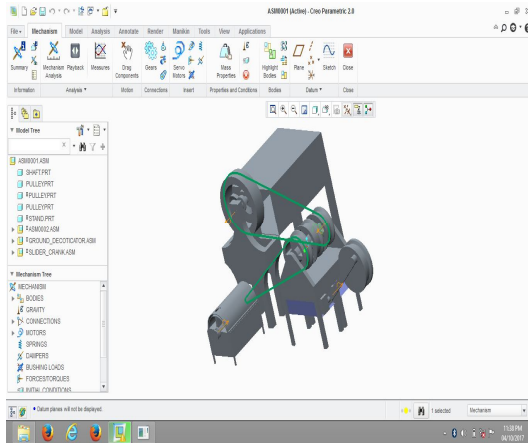 ASM0001 (Active) - Creo Parametric 2.0
File Mechanism Model Analysis Annotate Render Manikin Tools View Applications
Summary Mechanism Analysis Playback Measures Drag Components Gears Servo Motors Mass Properties Highlight Bodies Plane Sketch Close
Information Analysis Motion Connections Insert Properties and Conditions Bodies Datum Close
Model Tree
ASM0001.ASM
SHAFT.PRT
PULLEY.PRT
PULLEY.PRT
PULLEY.PRT
STAND.PRT
ASM0002.ASM
GROUND_DECOTICATOR.ASM
SLIDER_CRANK.ASM
Mechanism Tree
MECHANISM
BODIES
GRAVITY
CONNECTIONS
MOTORS
SPRINGS
DAMPERS
BUSHING LOADS
FORCES/TORQUES
INITIAL CONDITIONS
Datum planes will not be displayed.
1 selected Mechanism
11:58 PM
04/10/2017